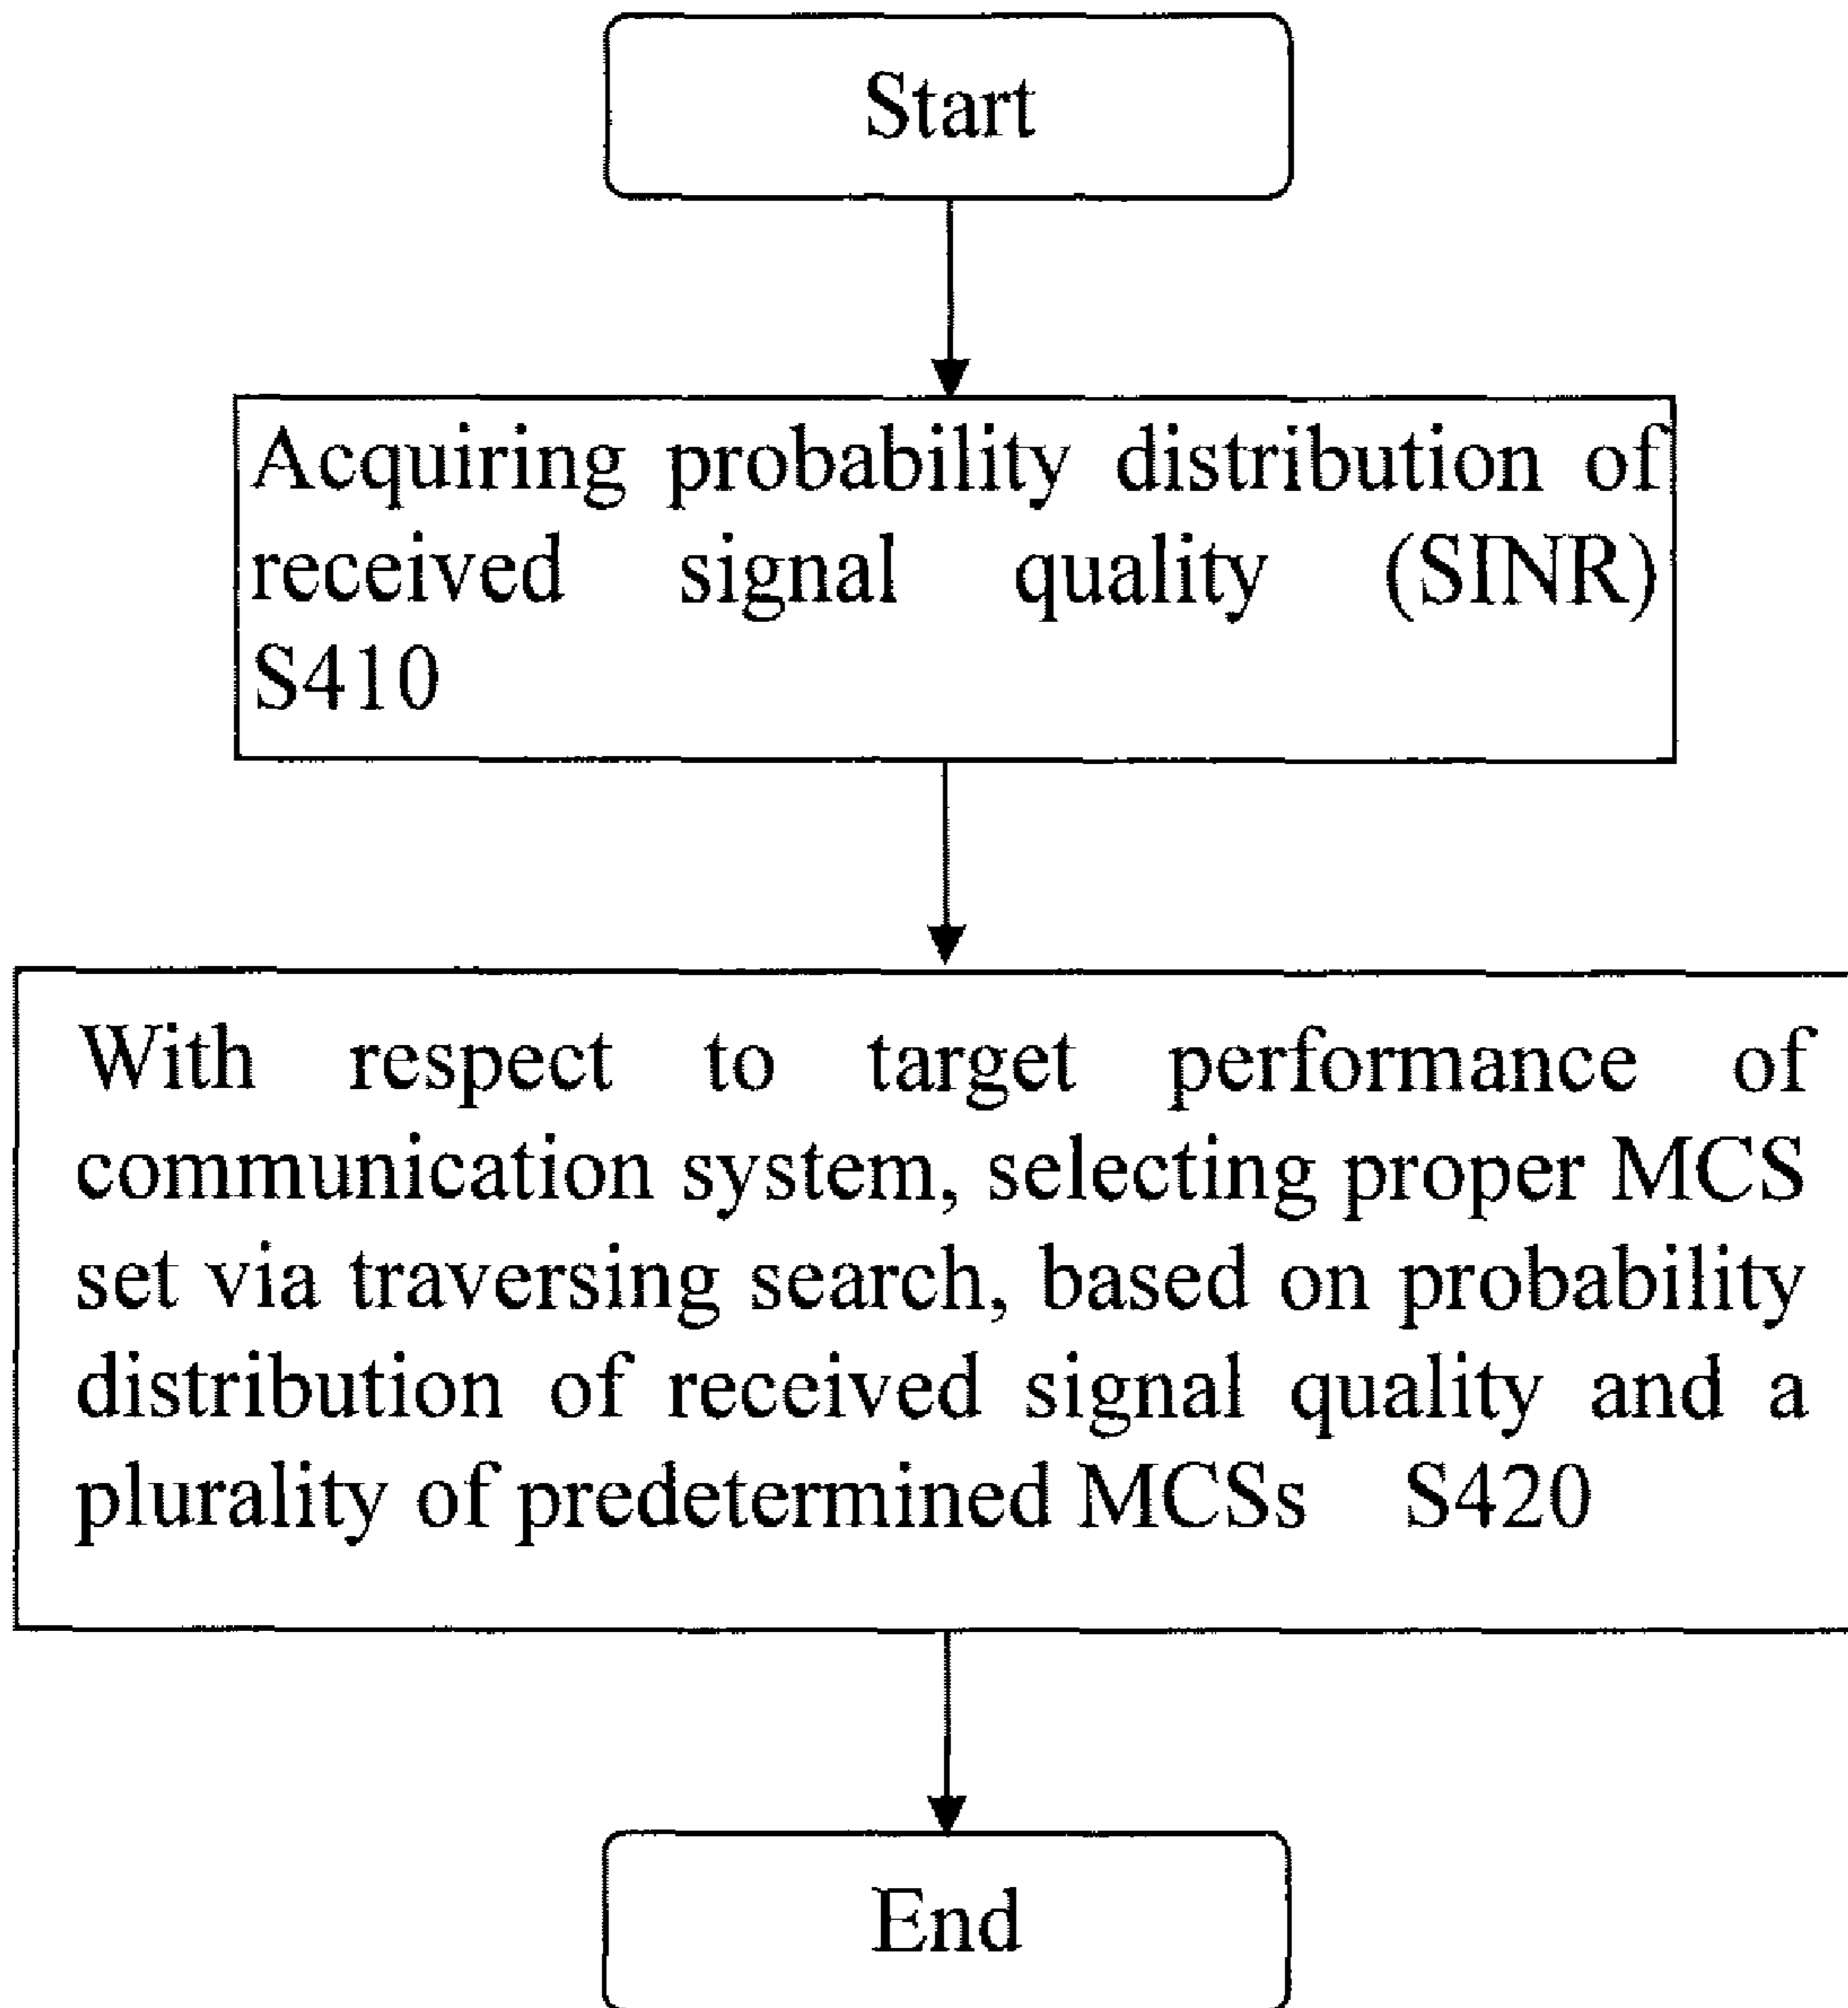 Start
Acquiring probability distribution of
received signal quality (SINR)
S410
With respect to target performance of
communication system, selecting proper MCS
set via traversing search, based on probability
distribution of received signal quality and a
plurality of predetermined MCSs S420
End